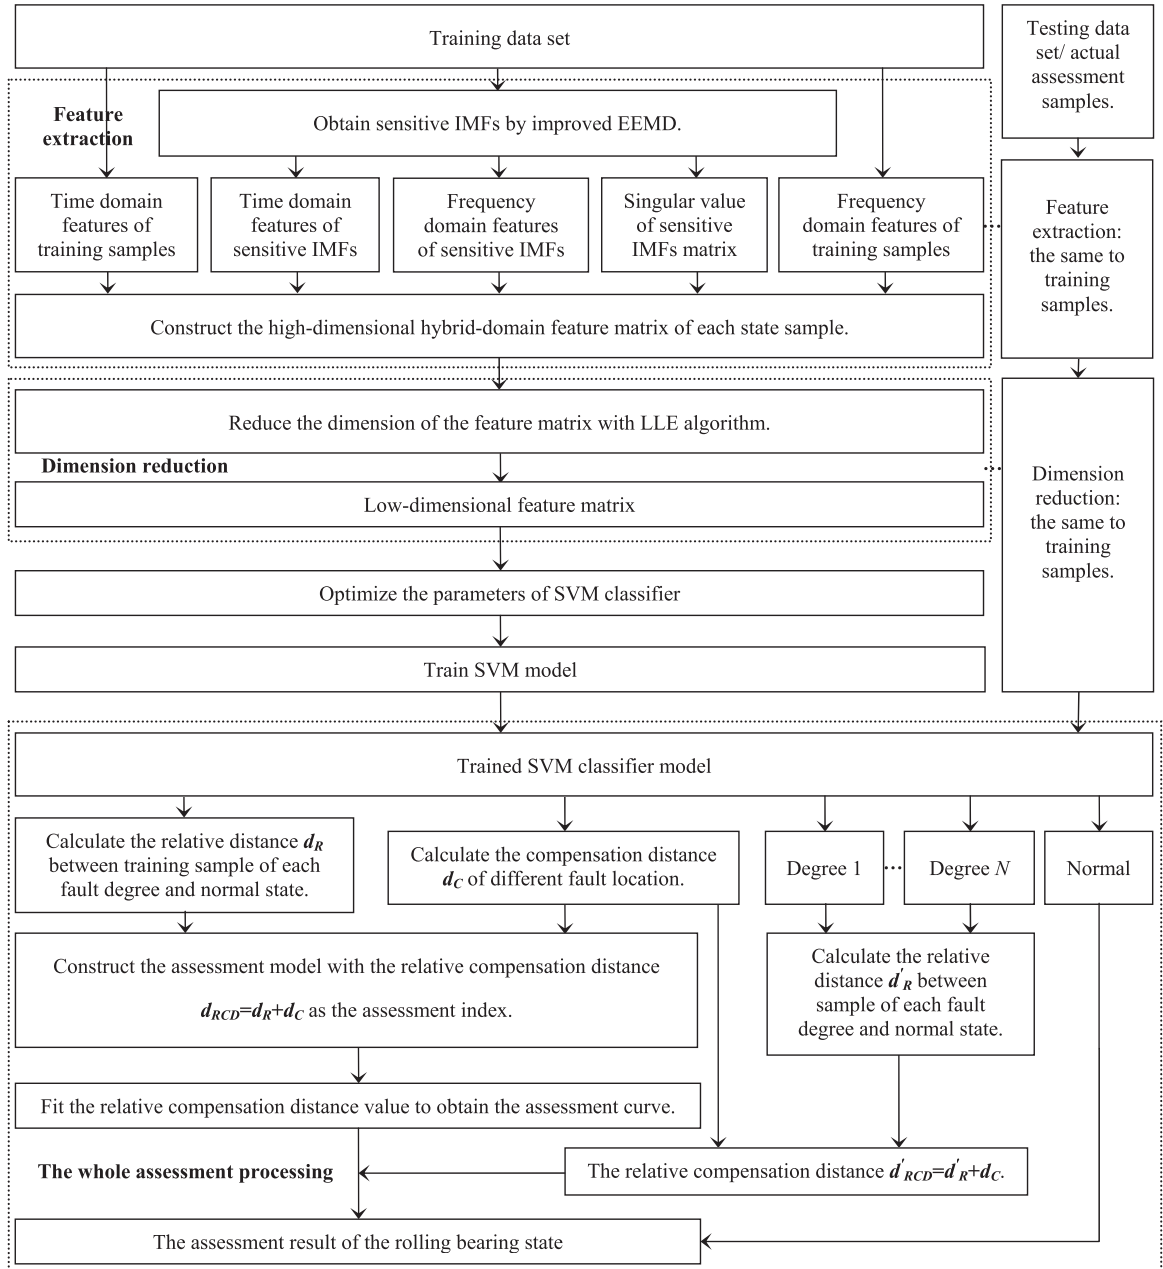 Training data set
Testing data
set/ actual
assessment
samples.
Feature
extraction
Obtain sensitive IMFs by improved EEMD.
Time domain
features of
training samples
Time domain
features of
sensitive IMFs
Frequency
domain features
of sensitive IMFs
Singular value
of sensitive
IMFs matrix
Frequency
domain features of
training samples
Feature
extraction:
the same to
training
samples.
Construct the high-dimensional hybrid-domain feature matrix of each state sample.
Reduce the dimension of the feature matrix with LLE algorithm.
Dimension reduction
Low-dimensional feature matrix
Dimension
reduction:
the same to
training
samples.
Optimize the parameters of SVM classifier
Train SVM model
Trained SVM classifier model
Calculate the relative distance d_R
between training sample of each
fault degree and normal state.
Calculate the compensation distance
d_C of different fault location.
Degree 1
...
Degree N
Normal
Construct the assessment model with the relative compensation distance
d_RCD=d_R+d_C as the assessment index.
Calculate the relative
distance d'_R between
sample of each fault
degree and normal state.
Fit the relative compensation distance value to obtain the assessment curve.
The whole assessment processing
The relative compensation distance d'_RCD=d'_R+d_C.
The assessment result of the rolling bearing state